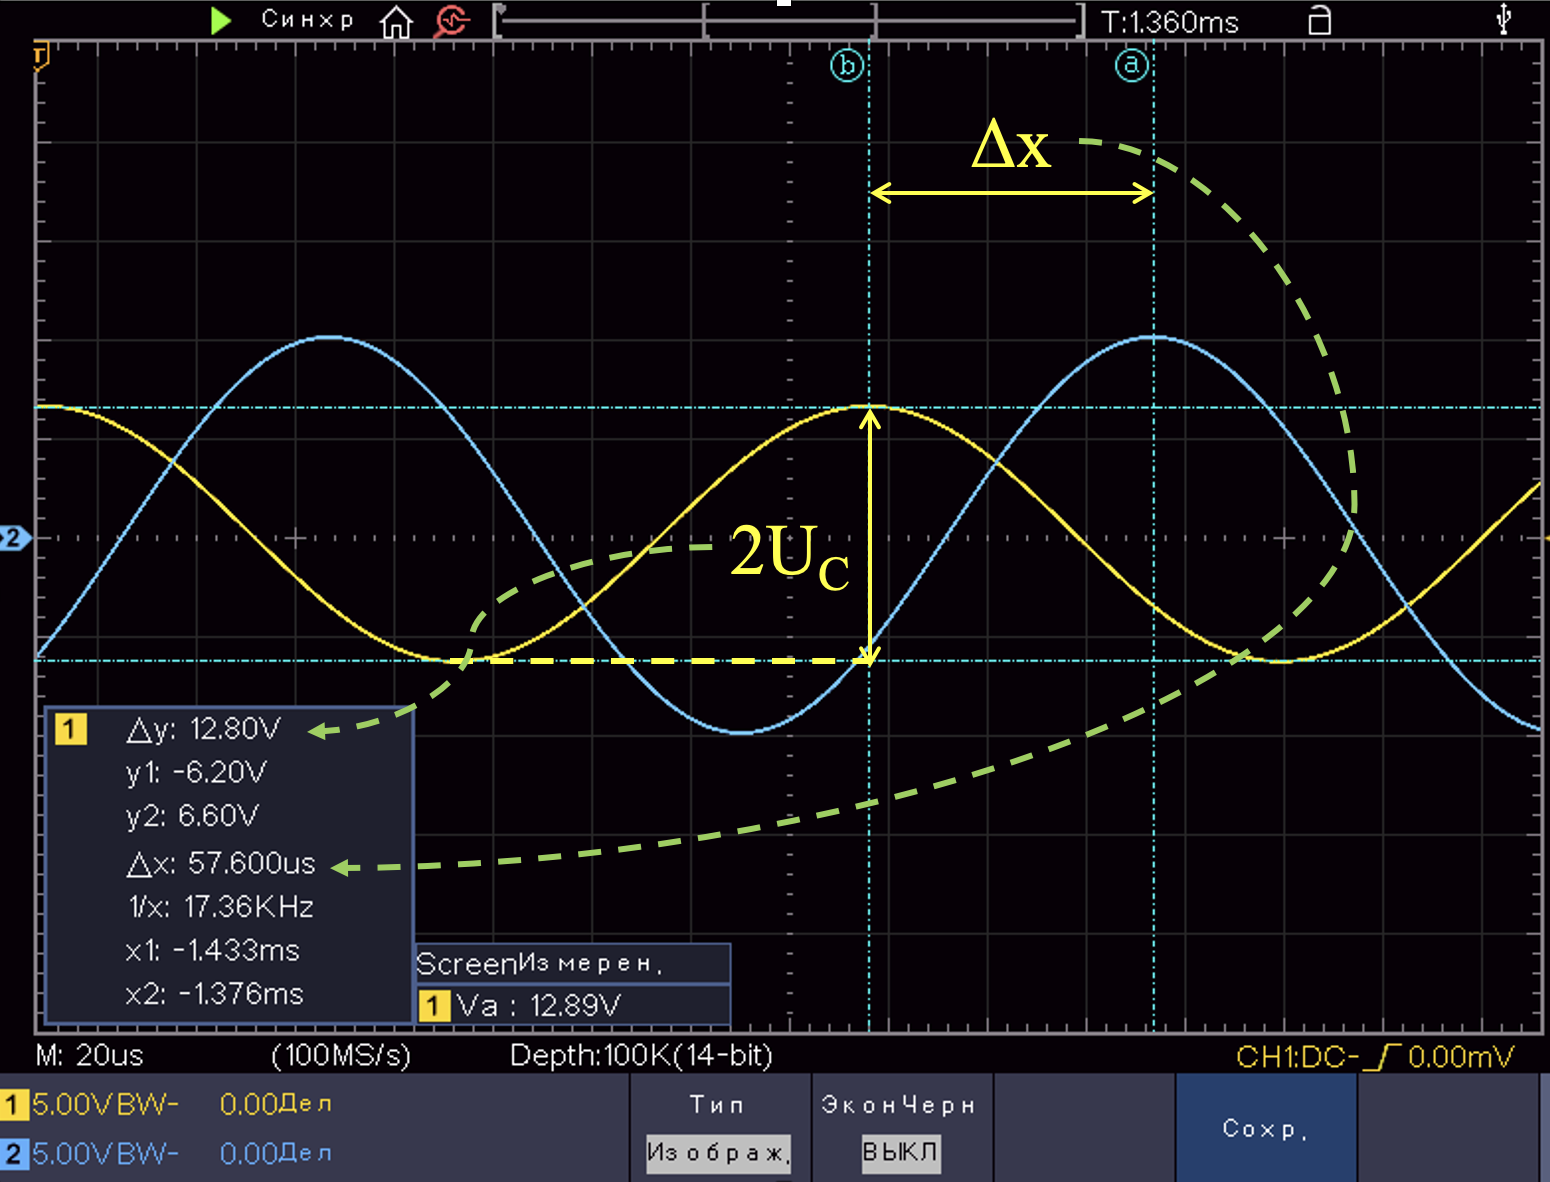 Синхр
T:1.360ms
T
b
a
Δx
2
2U_C
1
Δy: 12.80V
y1: -6.20V
y2: 6.60V
Δx: 57.600us
1/x: 17.36KHz
x1: -1.433ms
x2: -1.376ms
ScreenИзмерен.
1 Va : 12.89V
M: 20us (100MS/s) Depth:100K(14-bit) CH1:DC- 0.00mV
1 5.00V BW- 0.00Дел
Тип
ЭконЧерн
Сохр.
2 5.00V BW- 0.00Дел
Изображ.
ВЫКЛ